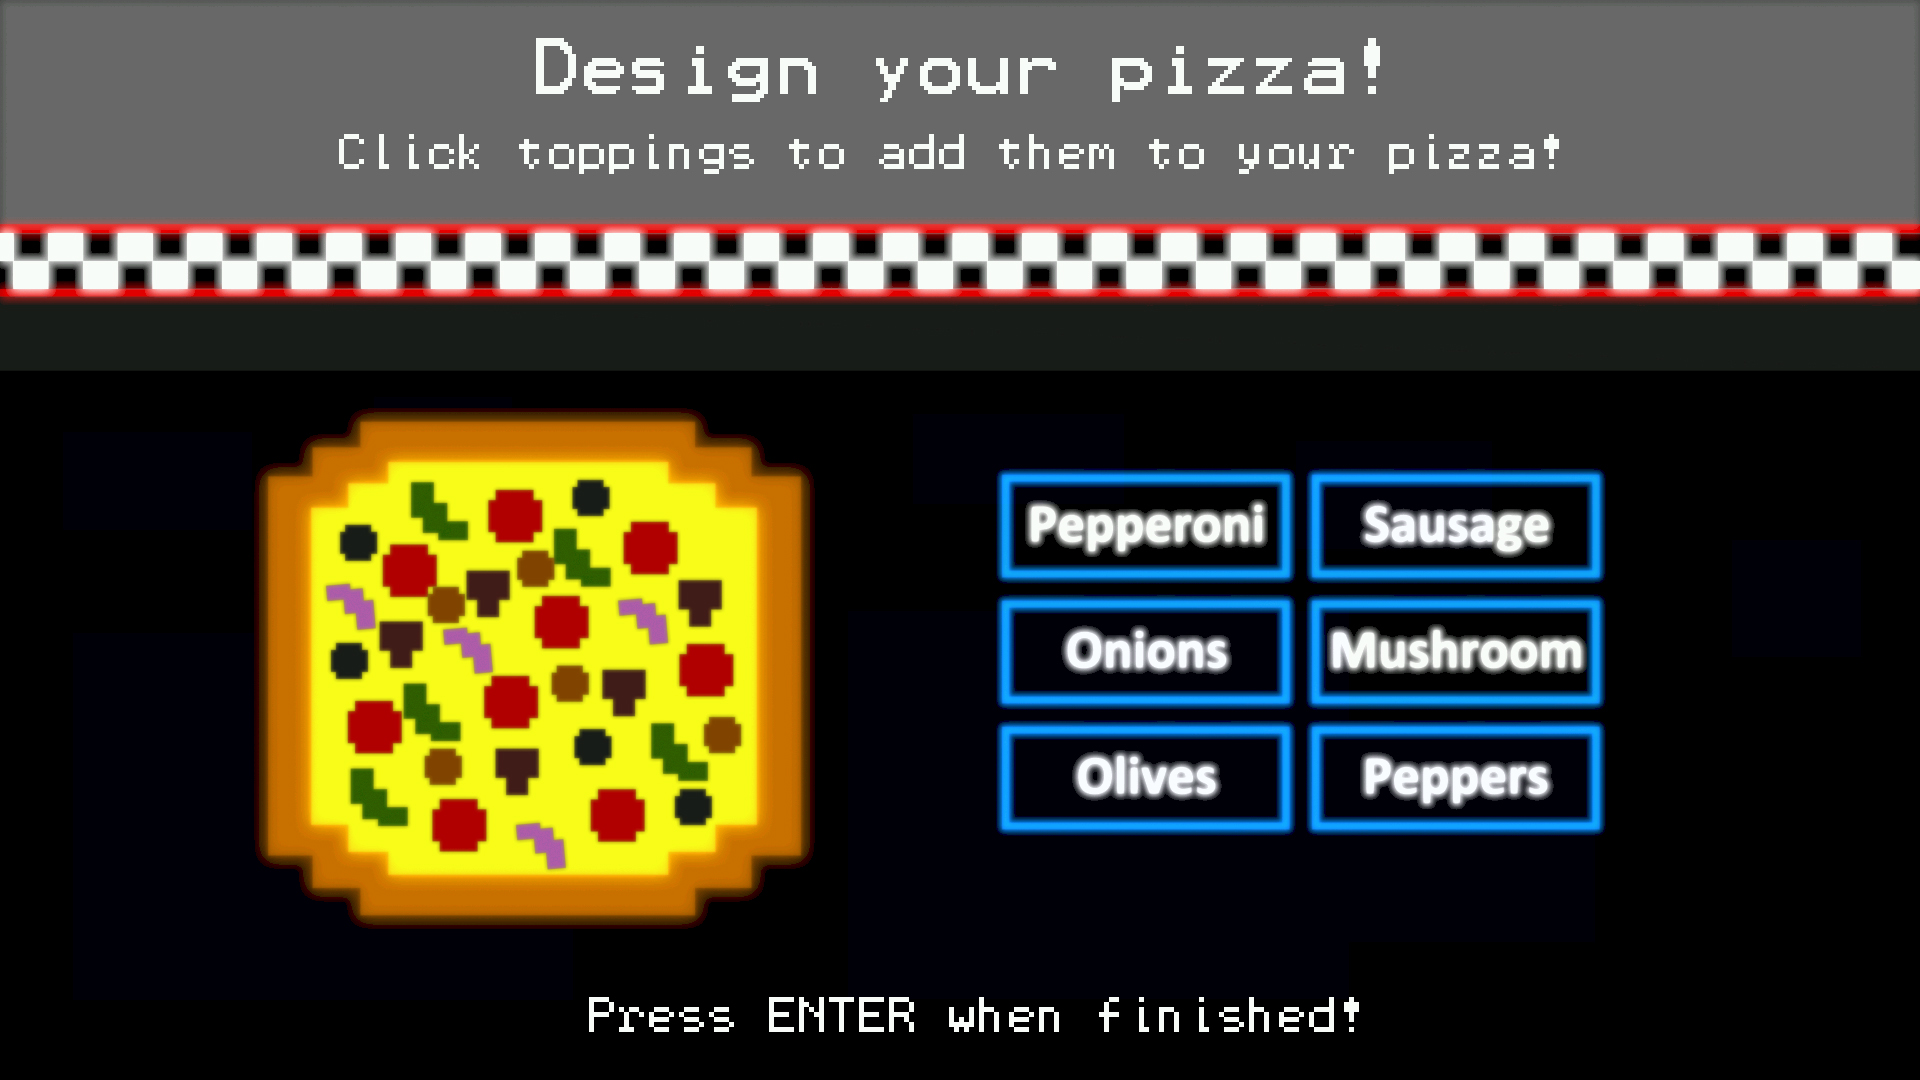 Design your pizza!
Click toppings to add them to your pizza!
Pepperoni
Sausage
Onions
Mushroom
Olives
Peppers
Press ENTER when finished!